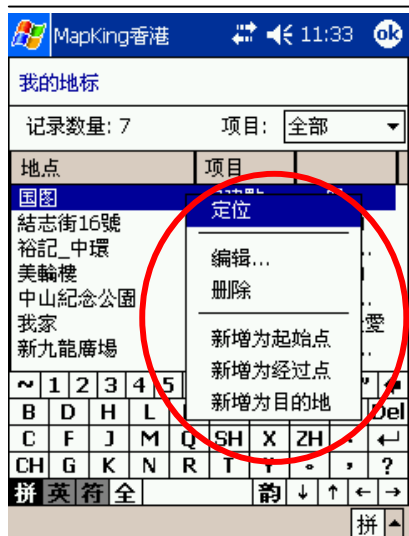 MapKing香港 11:33 ok
我的地标
记录数量: 7 项目: 全部
地点 项目
国图
結志街16號
裕記_中環
美輪樓
中山紀念公園
我家
新九龍廣場
定位
编辑...
删除
新增为起始点
新增为经过点
新增为目的地
~ 1 2 3 4 5
B D H L Del
C F J M Q SH X ZH
CH G K N R T Y ° , ?
拼 英 符 全 韵 ↓ ↑ ← →
拼